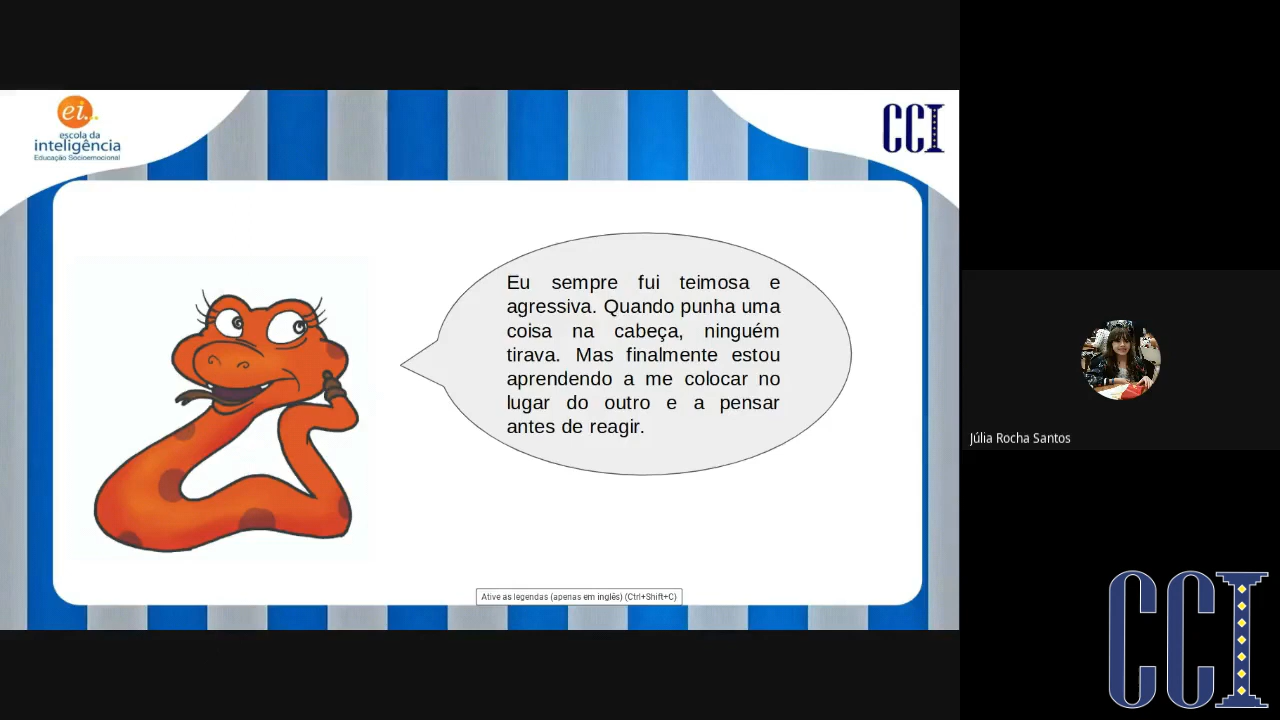 ei...
escola da
inteligência
Educação Socioemocional
CCI
Eu sempre fui teimosa e
agressiva. Quando punha uma
coisa na cabeça, ninguém
tirava. Mas finalmente estou
aprendendo a me colocar no
lugar do outro e a pensar
antes de reagir.
Ative as legendas (apenas em inglês) (Ctrl+Shift+C)
Júlia Rocha Santos
CCI